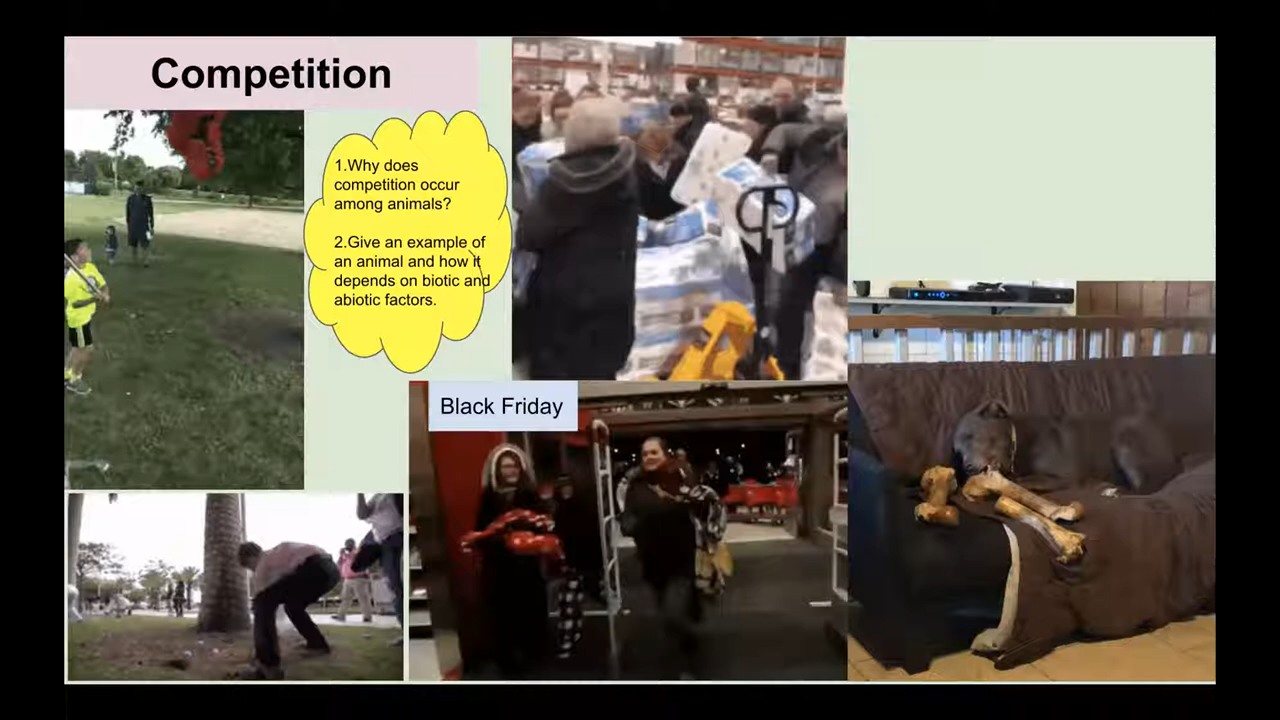 Competition
1.Why does
competition occur
among animals?
2.Give an example of
an animal and how it
depends on biotic and
abiotic factors.
Black Friday